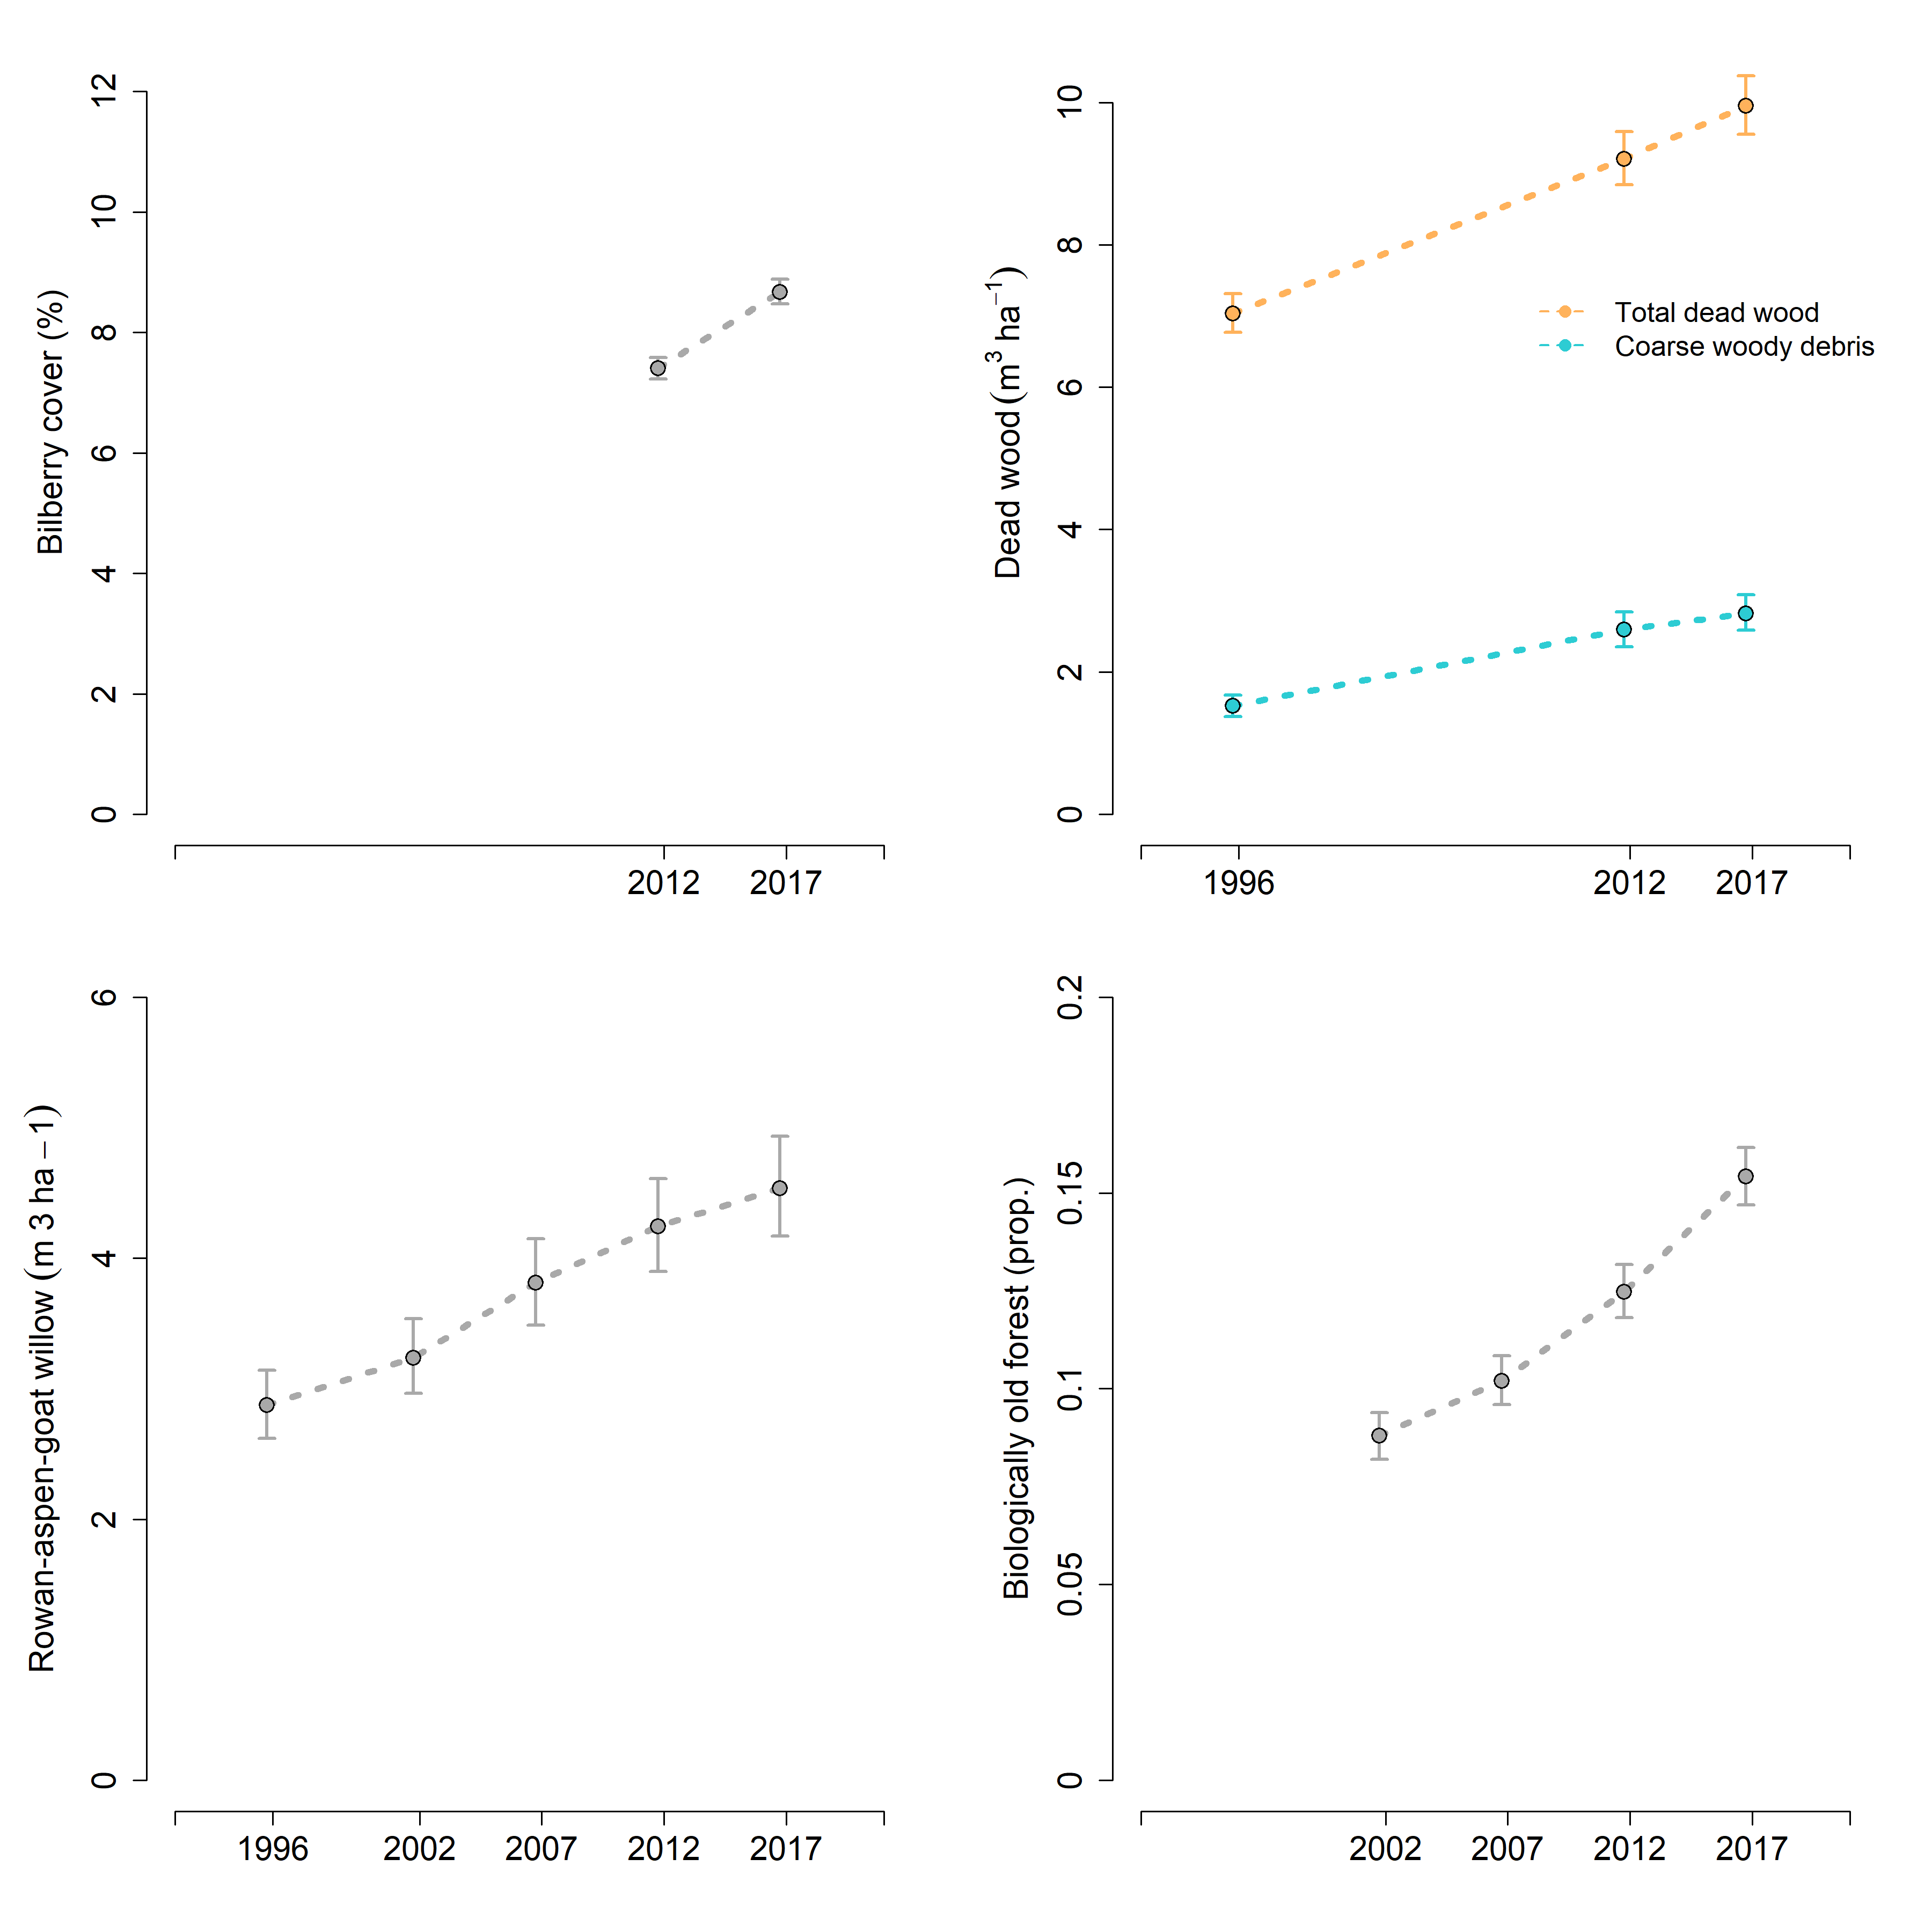 Bilberry cover (%)
12
10
8
6
4
2
0
2012 2017
Dead wood (m³ ha⁻¹)
10
8
6
4
2
0
Total dead wood
Coarse woody debris
1996 2012 2017
Rowan-aspen-goat willow (m 3 ha − 1)
6
4
2
0
1996 2002 2007 2012 2017
Biologically old forest (prop.)
0.2
0.15
0.1
0.05
0
2002 2007 2012 2017